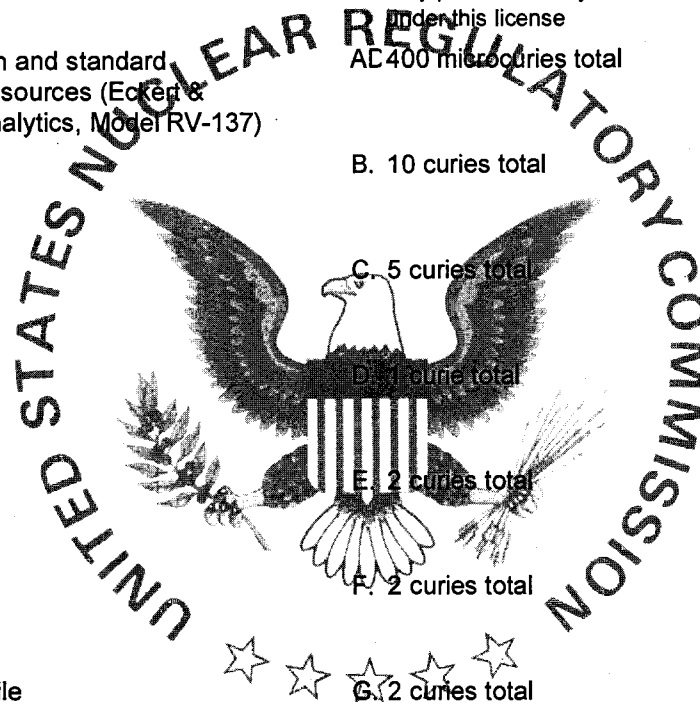 under this license
n and standard
sources (Eckert &
nalytics, Model RV-137)
400 microcuries total
B. 10 curies total
C. 5 curies total
D. 1 curie total
E. 2 curies total
F. 2 curies total
G. 2 curies total
UNITED STATES NUCLEAR REGULATORY COMMISSION